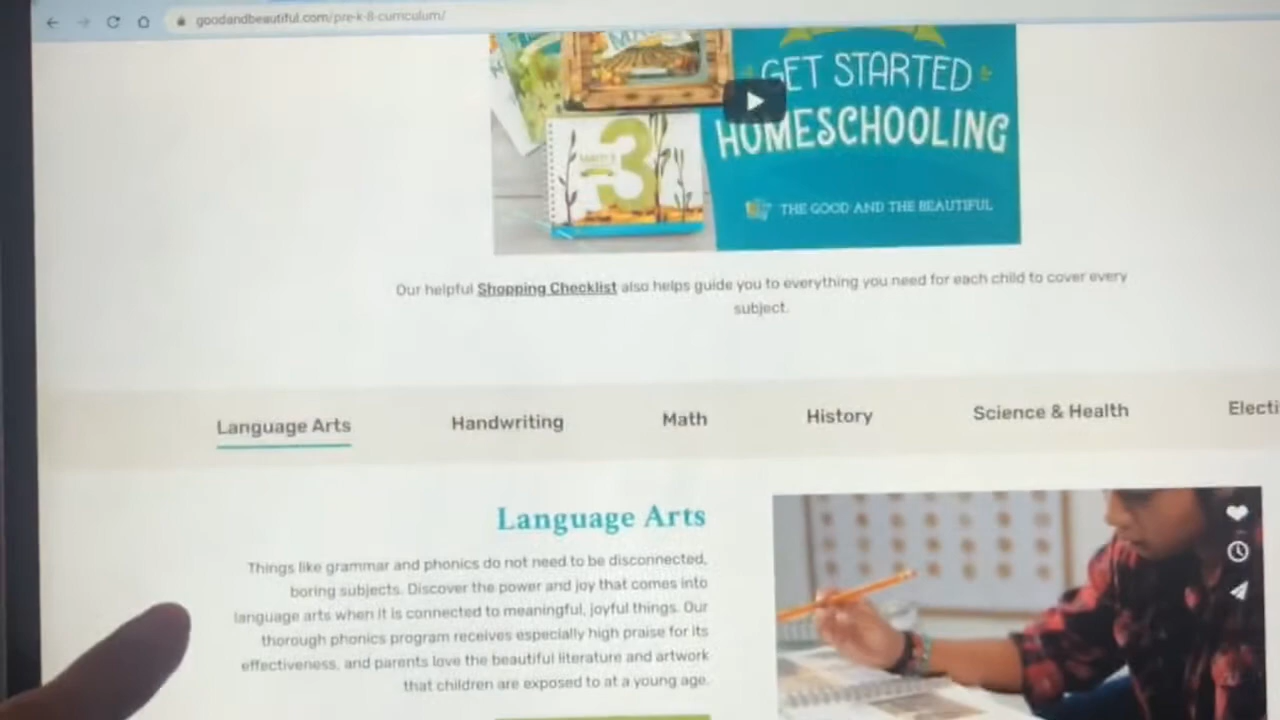 goodandbeautiful.com/pre-k-8-curriculum/
GET STARTED
HOMESCHOOLING
MATH
3
THE GOOD AND THE BEAUTIFUL
Our helpful Shopping Checklist also helps guide you to everything you need for each child to cover every
subject.
Language Arts Handwriting Math History Science & Health Electi
Language Arts
Things like grammar and phonics do not need to be disconnected,
boring subjects. Discover the power and joy that comes into
language arts when it is connected to meaningful, joyful things. Our
thorough phonics program receives especially high praise for its
effectiveness, and parents love the beautiful literature and artwork
that children are exposed to at a young age.